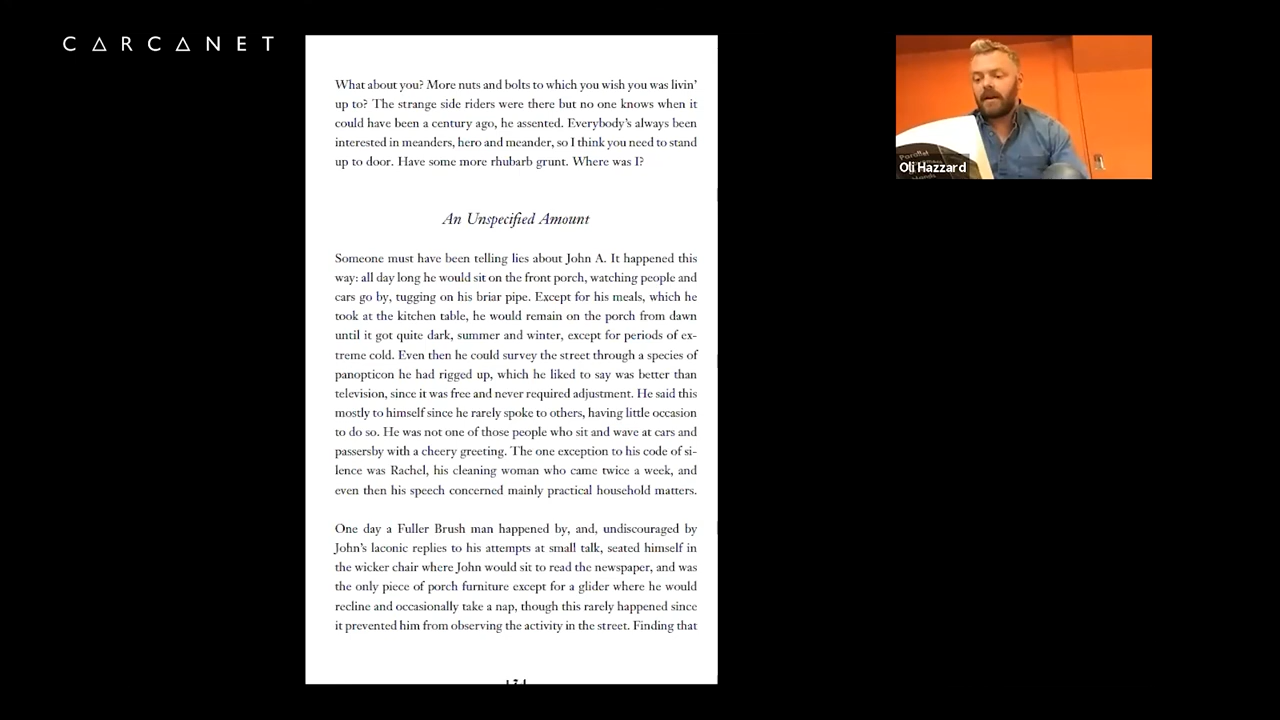 CARCANET
What about you? More nuts and bolts to which you wish you was livin’
up to? The strange side riders were there but no one knows when it
could have been a century ago, he assented. Everybody’s always been
interested in meanders, hero and meander, so I think you need to stand
up to door. Have some more rhubarb grunt. Where was I?
An Unspecified Amount
Someone must have been telling lies about John A. It happened this
way: all day long he would sit on the front porch, watching people and
cars go by, tugging on his briar pipe. Except for his meals, which he
took at the kitchen table, he would remain on the porch from dawn
until it got quite dark, summer and winter, except for periods of ex-
treme cold. Even then he could survey the street through a species of
panopticon he had rigged up, which he liked to say was better than
television, since it was free and never required adjustment. He said this
mostly to himself since he rarely spoke to others, having little occasion
to do so. He was not one of those people who sit and wave at cars and
passersby with a cheery greeting. The one exception to his code of si-
lence was Rachel, his cleaning woman who came twice a week, and
even then his speech concerned mainly practical household matters.
One day a Fuller Brush man happened by, and, undiscouraged by
John’s laconic replies to his attempts at small talk, seated himself in
the wicker chair where John would sit to read the newspaper, and was
the only piece of porch furniture except for a glider where he would
recline and occasionally take a nap, though this rarely happened since
it prevented him from observing the activity in the street. Finding that
Parallel
Oli Hazzard